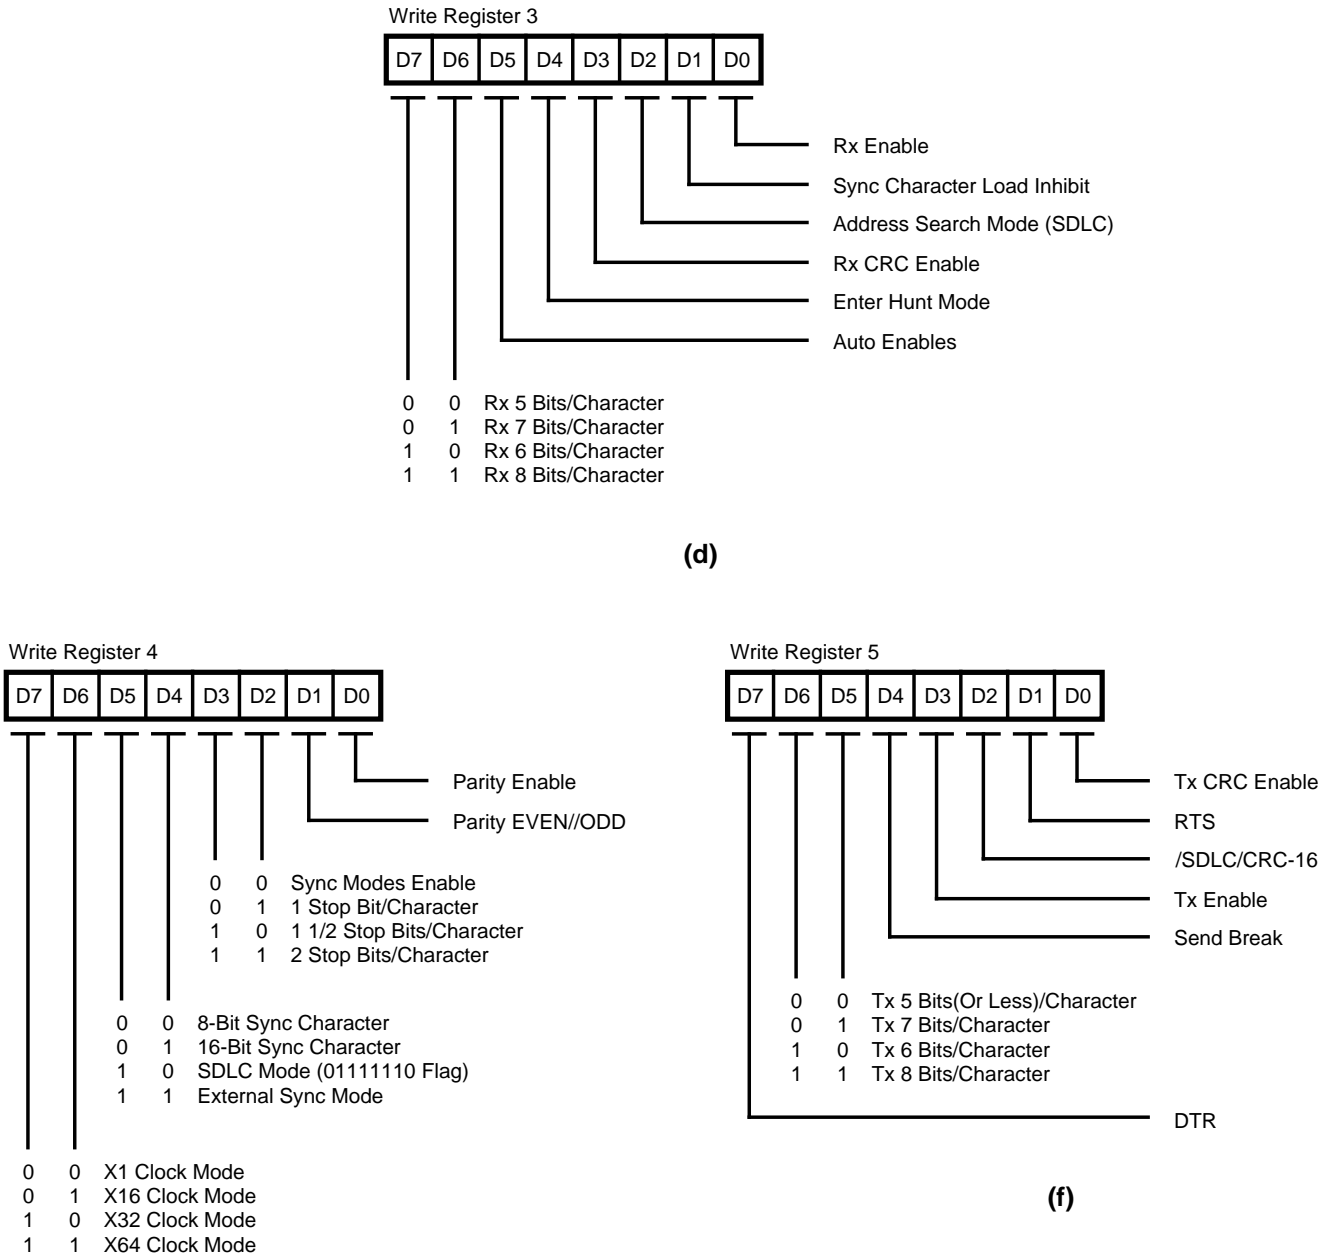 Write Register 3
D7 D6 D5 D4 D3 D2 D1 D0
Rx Enable
Sync Character Load Inhibit
Address Search Mode (SDLC)
Rx CRC Enable
Enter Hunt Mode
Auto Enables
0 0 Rx 5 Bits/Character
0 1 Rx 7 Bits/Character
1 0 Rx 6 Bits/Character
1 1 Rx 8 Bits/Character
(d)
Write Register 4
D7 D6 D5 D4 D3 D2 D1 D0
Parity Enable
Parity EVEN//ODD
0 0 Sync Modes Enable
0 1 1 Stop Bit/Character
1 0 1 1/2 Stop Bits/Character
1 1 2 Stop Bits/Character
0 0 8-Bit Sync Character
0 1 16-Bit Sync Character
1 0 SDLC Mode (01111110 Flag)
1 1 External Sync Mode
0 0 X1 Clock Mode
0 1 X16 Clock Mode
1 0 X32 Clock Mode
1 1 X64 Clock Mode
Write Register 5
D7 D6 D5 D4 D3 D2 D1 D0
Tx CRC Enable
RTS
/SDLC/CRC-16
Tx Enable
Send Break
0 0 Tx 5 Bits(Or Less)/Character
0 1 Tx 7 Bits/Character
1 0 Tx 6 Bits/Character
1 1 Tx 8 Bits/Character
DTR
(f)